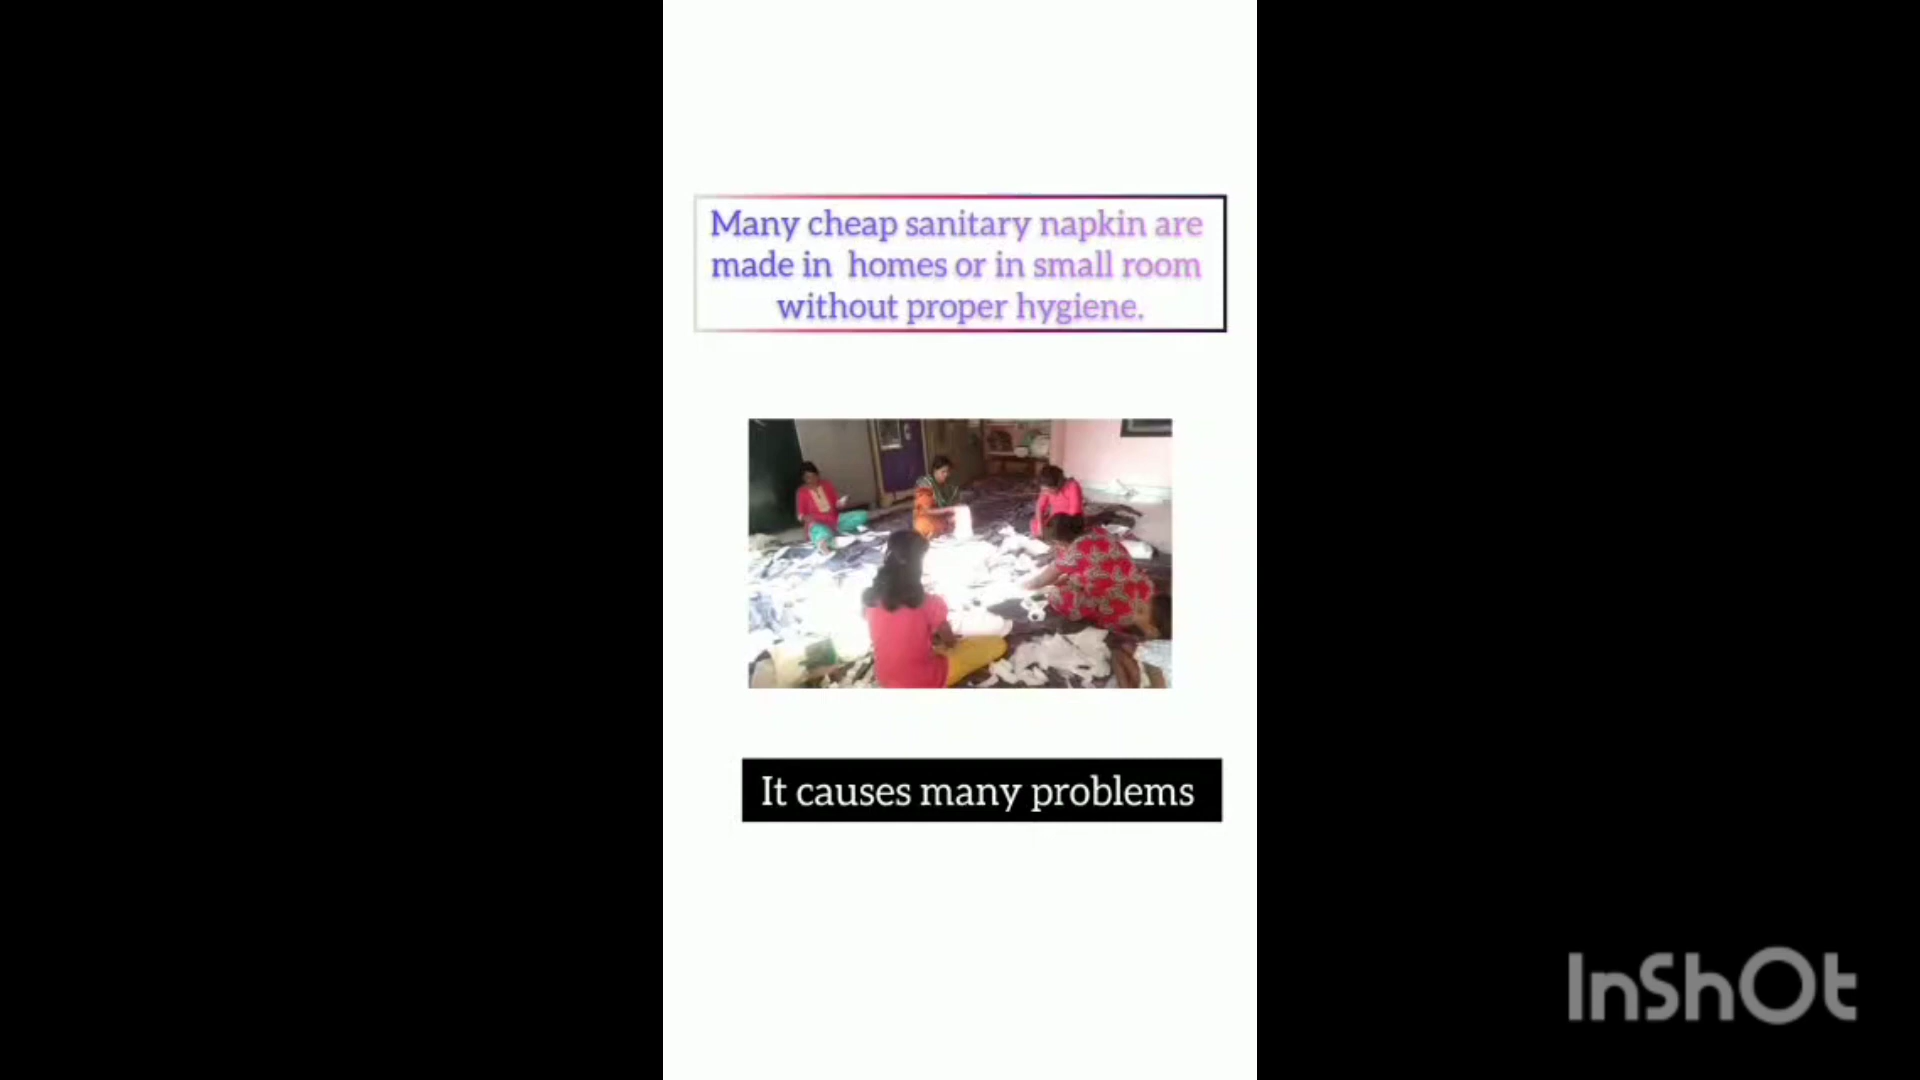 Many cheap sanitary napkin are
made in homes or in small room
without proper hygiene.
It causes many problems
InShOt